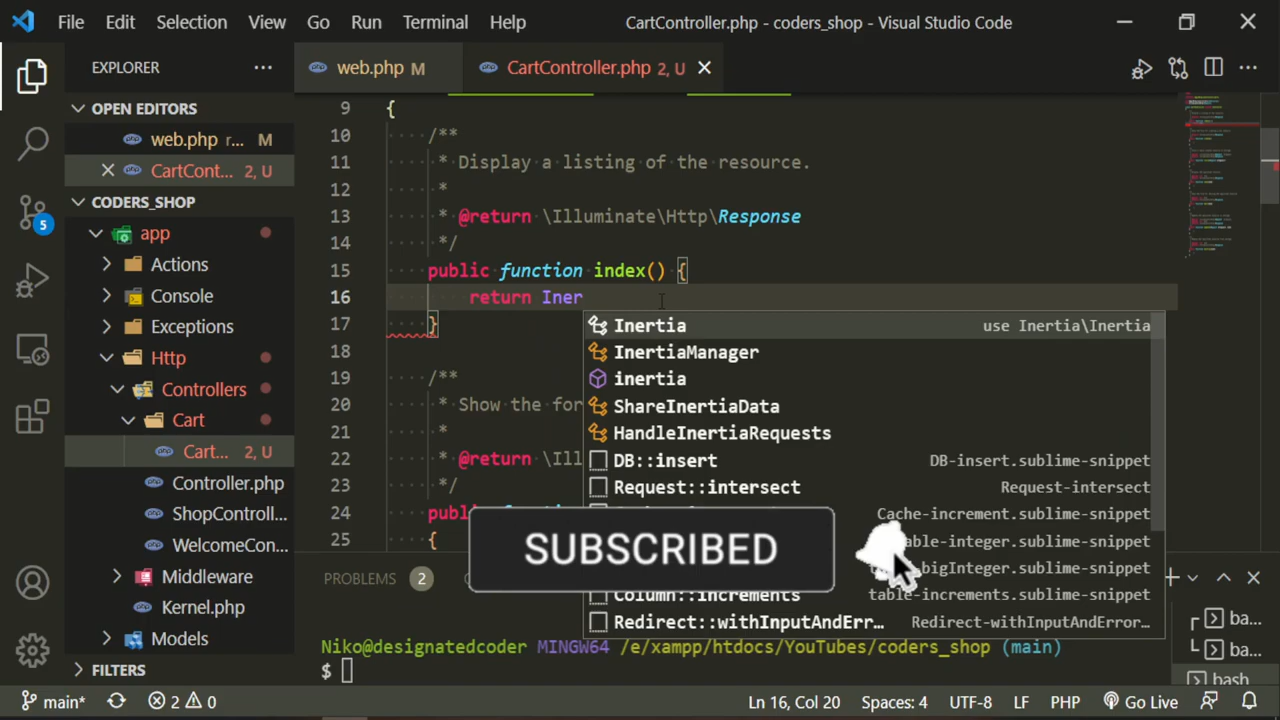 File Edit Selection View Go Run Terminal Help CartController.php - coders_shop - Visual Studio Code
EXPLORER
web.php M
CartController.php 2, U
OPEN EDITORS
web.php r... M
CartCont... 2, U
CODERS_SHOP
app
Actions
Console
Exceptions
Http
Controllers
Cart
Cart... 2, U
Controller.php
ShopControll...
WelcomeCon...
Middleware
Kernel.php
Models
FILTERS
9 {
10 /**
11 * Display a listing of the resource.
12 *
13 * @return \Illuminate\Http\Response
14 */
15 public function index() {
16 return Iner
17 }
18
19 /**
20 * Show the for
21 *
22 * @return \Ill
23 */
24 publ
25 {
Inertia use Inertia\Inertia
InertiaManager
inertia
ShareInertiaData
HandleInertiaRequests
DB::insert DB-insert.sublime-snippet
Request::intersect Request-intersect
Cache-increment.sublime-snippet
able-integer.sublime-snippet
bigInteger.sublime-snippet
Column::increments table-increments.sublime-snippet
Redirect::withInputAndErr... Redirect-withInputAndError...
SUBSCRIBED
PROBLEMS 2
Niko@designatedcoder MINGW64 /e/xampp/htdocs/YouTubes/coders_shop (main)
$
ba...
ba...
bash
main* 2 0 Ln 16, Col 20 Spaces: 4 UTF-8 LF PHP Go Live
5